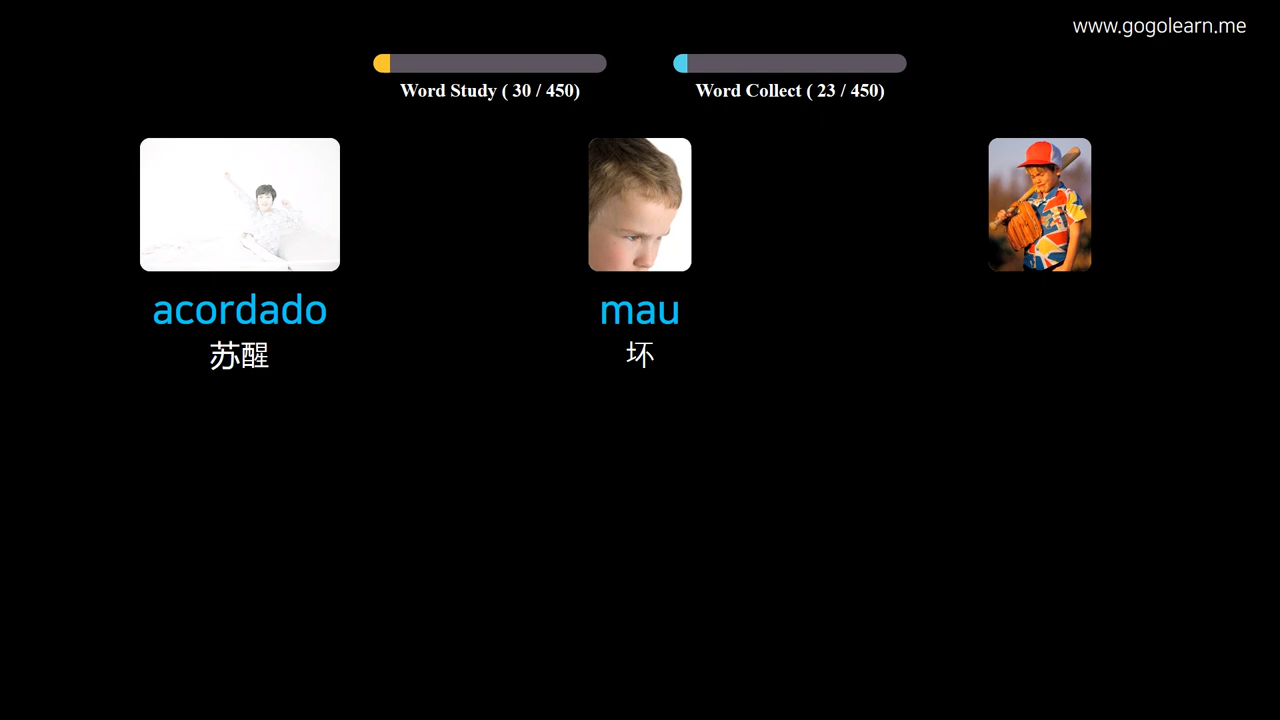 www.gogolearn.me
Word Study ( 30 / 450)
Word Collect ( 23 / 450)
acordado
mau
苏醒
坏